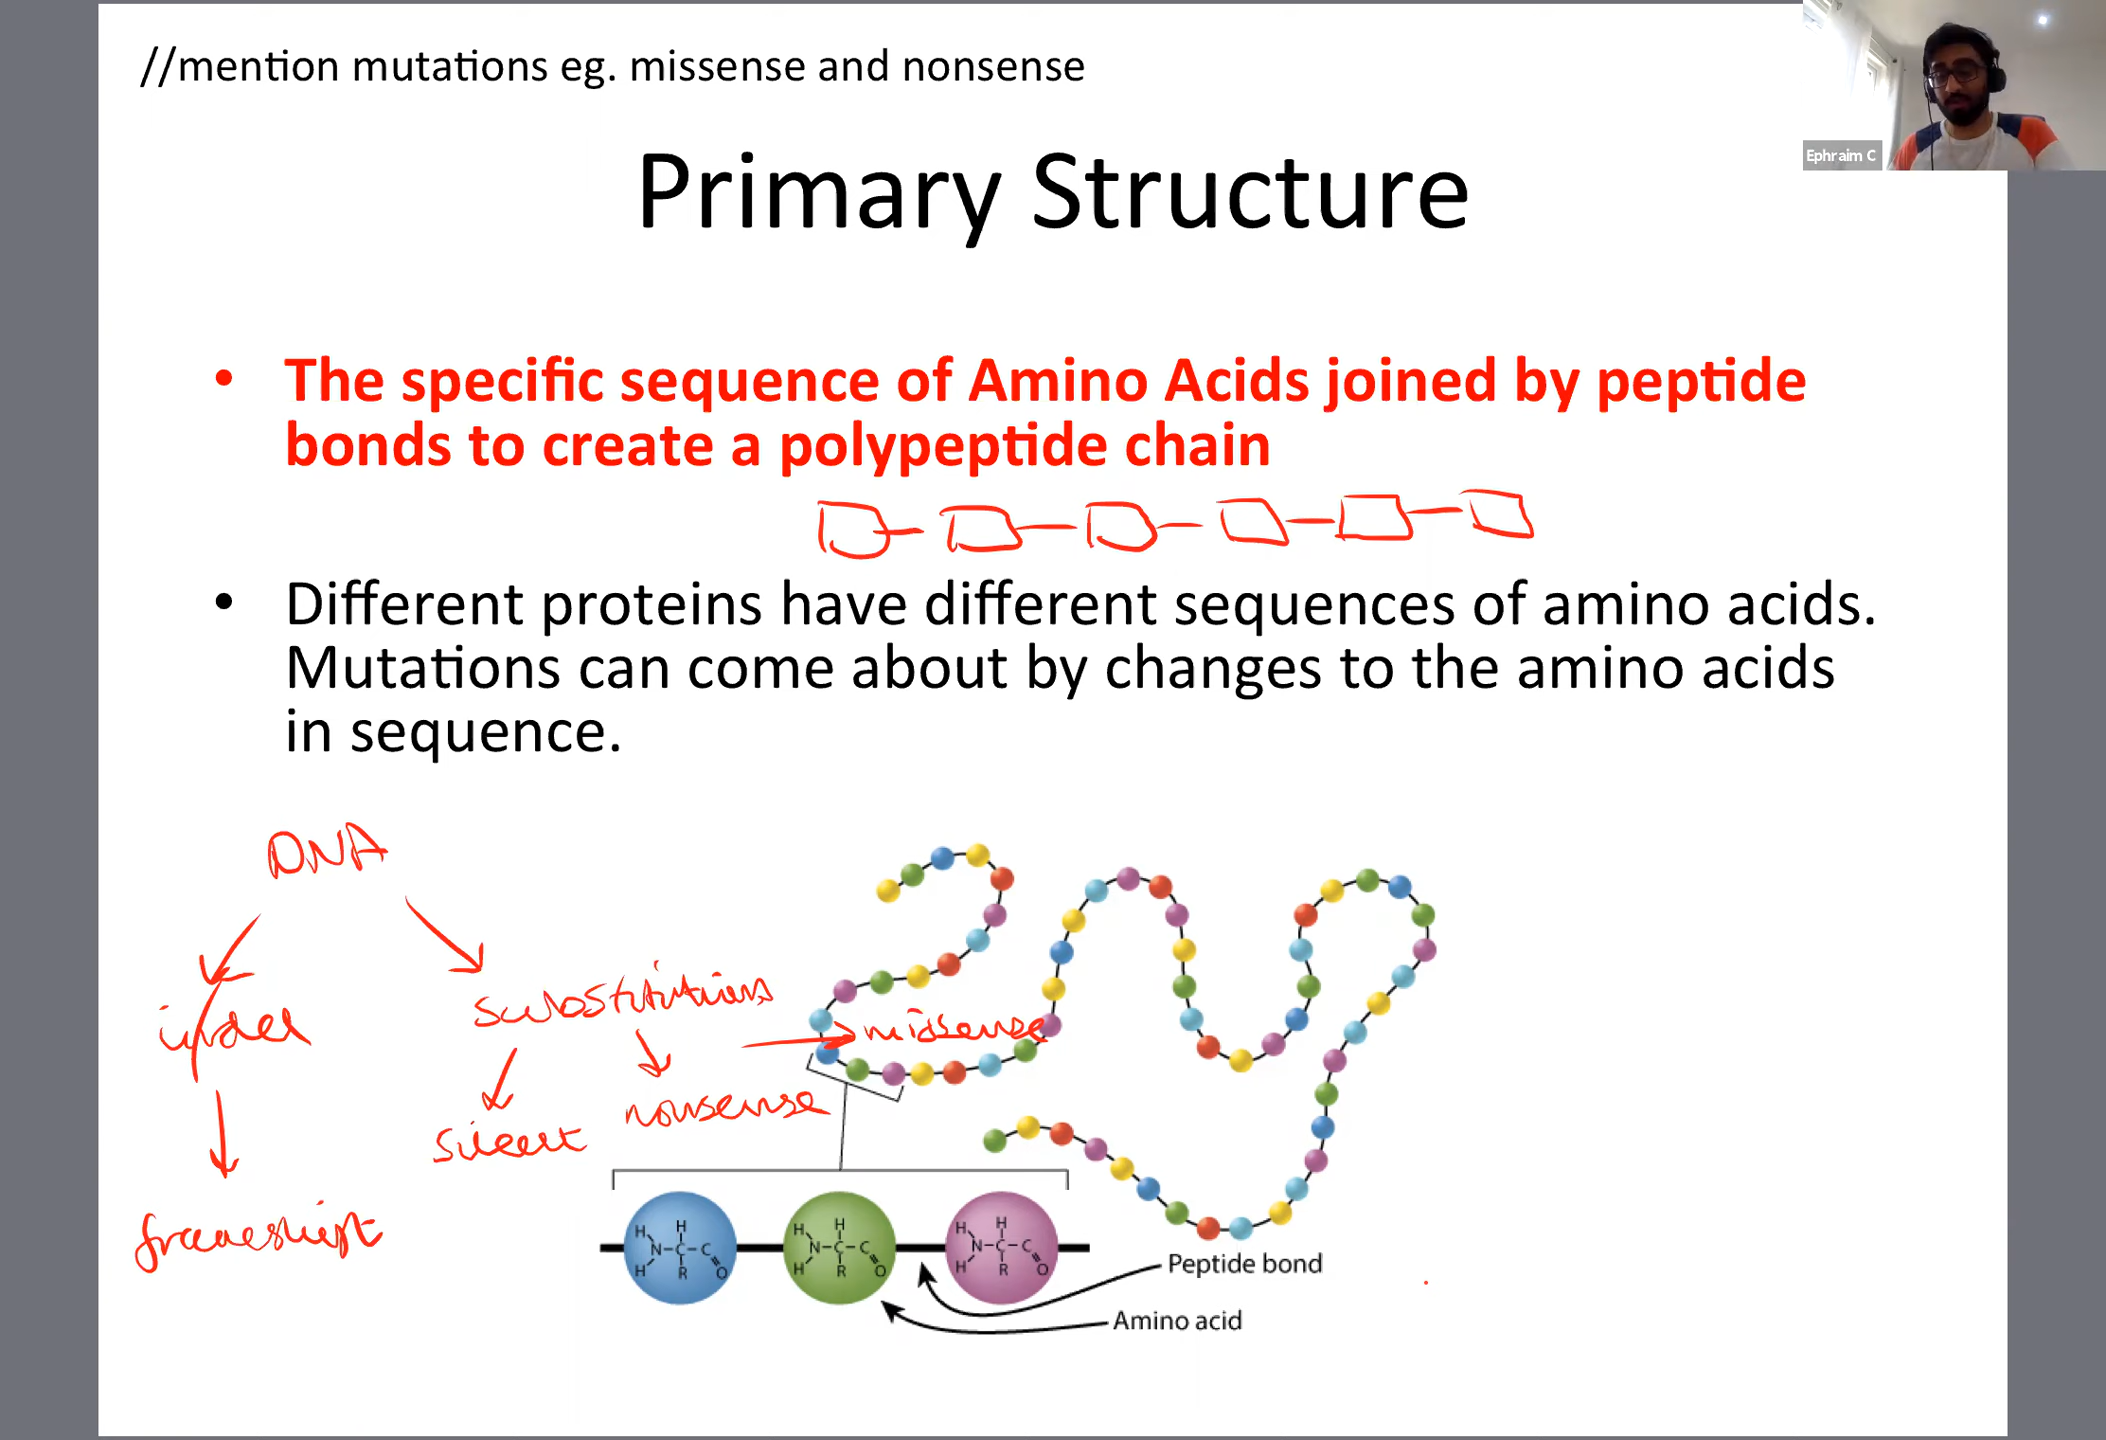 //mention mutations eg. missense and nonsense
Ephraim C
Primary Structure
• The specific sequence of Amino Acids joined by peptide
bonds to create a polypeptide chain
• Different proteins have different sequences of amino acids.
Mutations can come about by changes to the amino acids
in sequence.
DNA
indel
substitutions
missense
nonsense
silent
frameshift
H H
N-C-C
H R O
H H
N-C-C
H R O
H H
N-C-C
H R O
Peptide bond
Amino acid